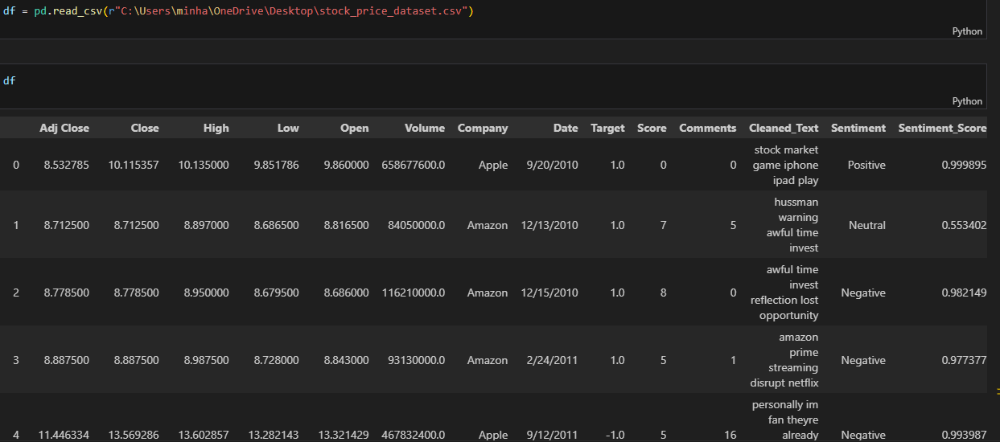 df = pd.read_csv(r"C:\Users\minha\OneDrive\Desktop\stock_price_dataset.csv")
Python
df
Python
Adj Close Close High Low Open Volume Company Date Target Score Comments Cleaned_Text Sentiment Sentiment_Score
0 8.532785 10.115357 10.135000 9.851786 9.860000 658677600.0 Apple 9/20/2010 1.0 0 0 stock market game iphone ipad play Positive 0.999895
1 8.712500 8.712500 8.897000 8.686500 8.816500 84050000.0 Amazon 12/13/2010 1.0 7 5 hussman warning awful time invest Neutral 0.553402
2 8.778500 8.778500 8.950000 8.679500 8.686000 116210000.0 Amazon 12/15/2010 1.0 8 0 awful time invest reflection lost opportunity Negative 0.982149
3 8.887500 8.887500 8.987500 8.728000 8.843000 93130000.0 Amazon 2/24/2011 1.0 5 1 amazon prime streaming disrupt netflix Negative 0.977377
4 11.446334 13.569286 13.602857 13.282143 13.321429 467832400.0 Apple 9/12/2011 -1.0 5 16 personally im fan theyre already Negative 0.993987